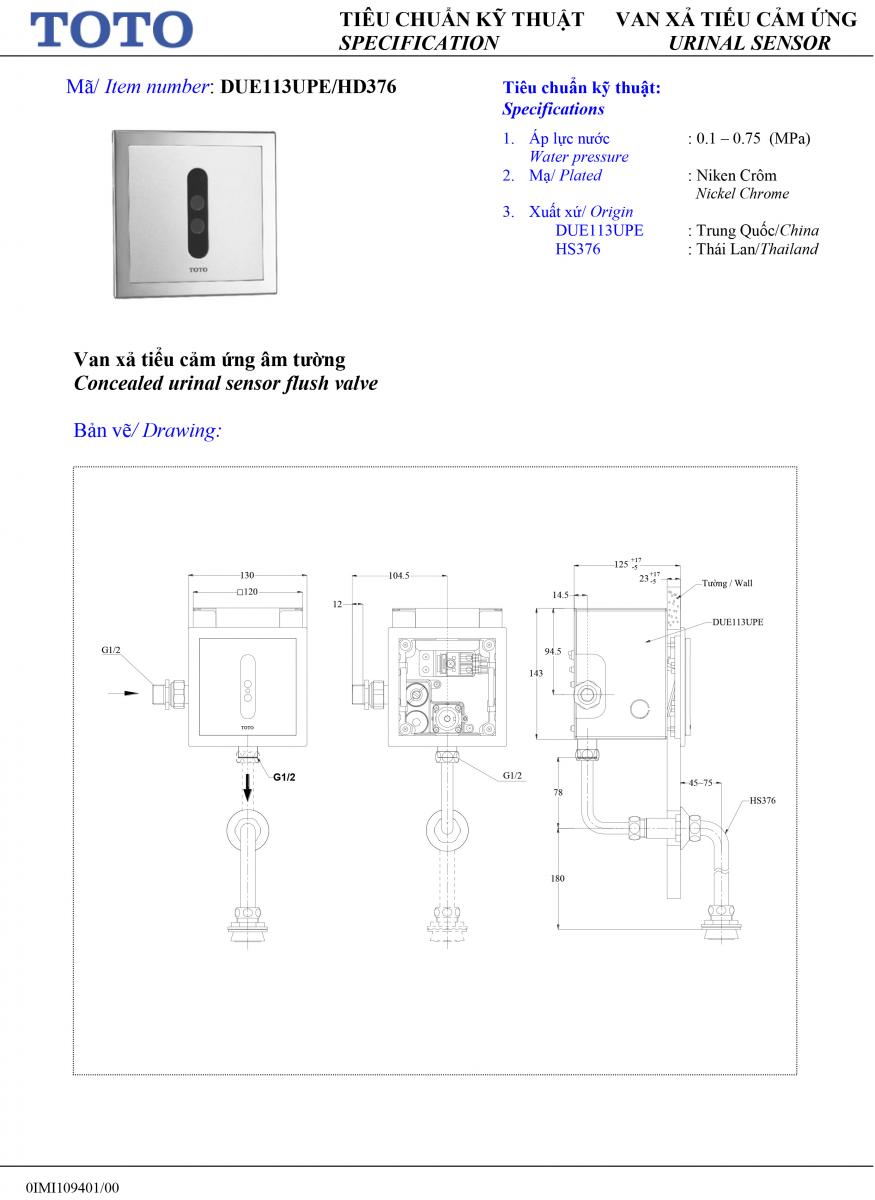 TOTO
TIÊU CHUẨN KỸ THUẬT VAN XẢ TIỂU CẢM ỨNG
SPECIFICATION URINAL SENSOR
Mã/ Item number: DUE113UPE/HD376
Tiêu chuẩn kỹ thuật:
Specifications
1. Áp lực nước : 0.1 – 0.75 (MPa)
Water pressure
2. Mạ/ Plated : Niken Crôm
Nickel Chrome
3. Xuất xứ/ Origin
DUE113UPE : Trung Quốc/China
HS376 : Thái Lan/Thailand
TOTO
Van xả tiểu cảm ứng âm tường
Concealed urinal sensor flush valve
Bản vẽ/ Drawing:
130
□120
G1/2
TOTO
G1/2
104.5
12
G1/2
125 +17 -5
23 +17 -5
Tường / Wall
14.5
DUE113UPE
94.5
143
45~75
78
HS376
180
0IMI109401/00